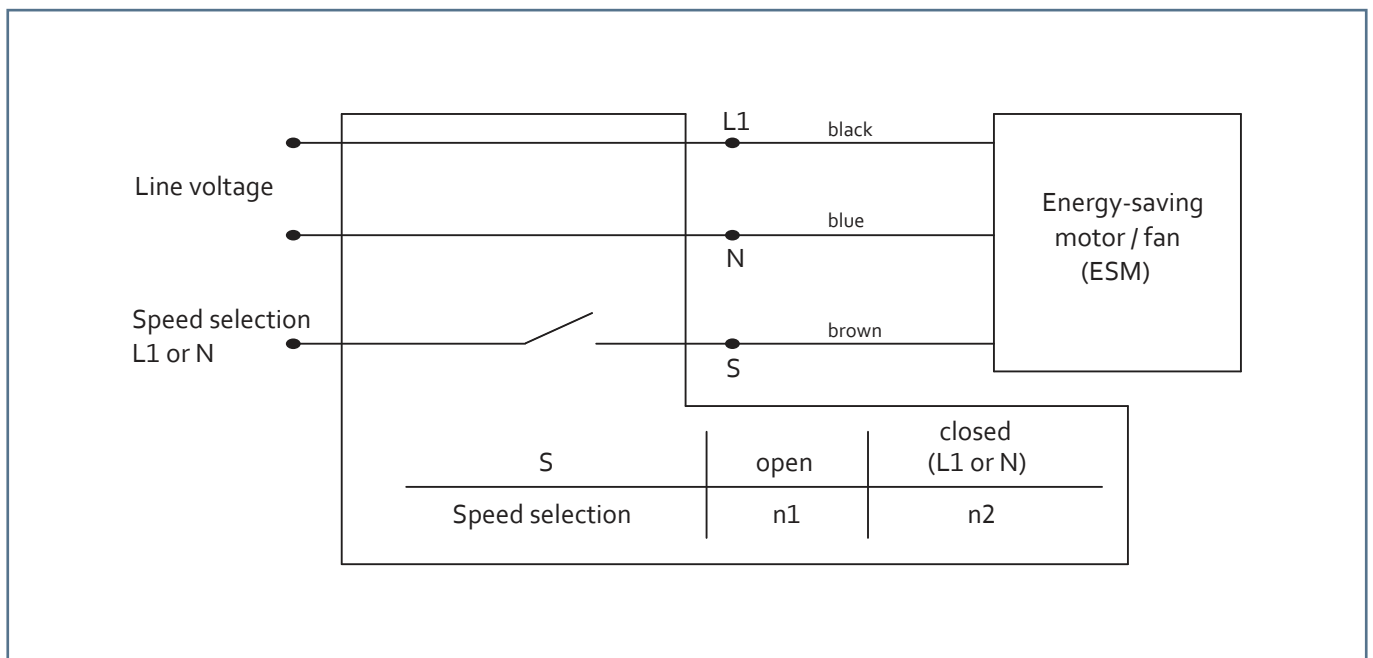 L1
black
Line voltage
blue
N
Energy-saving
motor / fan
(ESM)
Speed selection
L1 or N
brown
S
S
open
closed
(L1 or N)
Speed selection
n1
n2